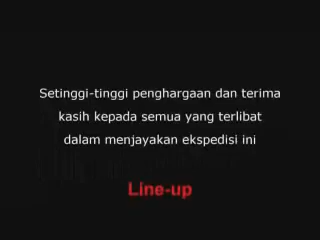 Setinggi-tinggi penghargaan dan terima
kasih kepada semua yang terlibat
dalam menjayakan ekspedisi ini
Line-up